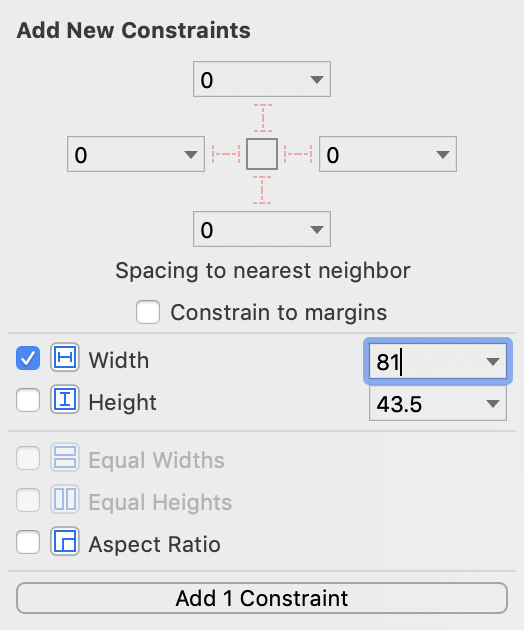 Add New Constraints
0
0 0
0
Spacing to nearest neighbor
Constrain to margins
Width 81
Height 43.5
Equal Widths
Equal Heights
Aspect Ratio
Add 1 Constraint